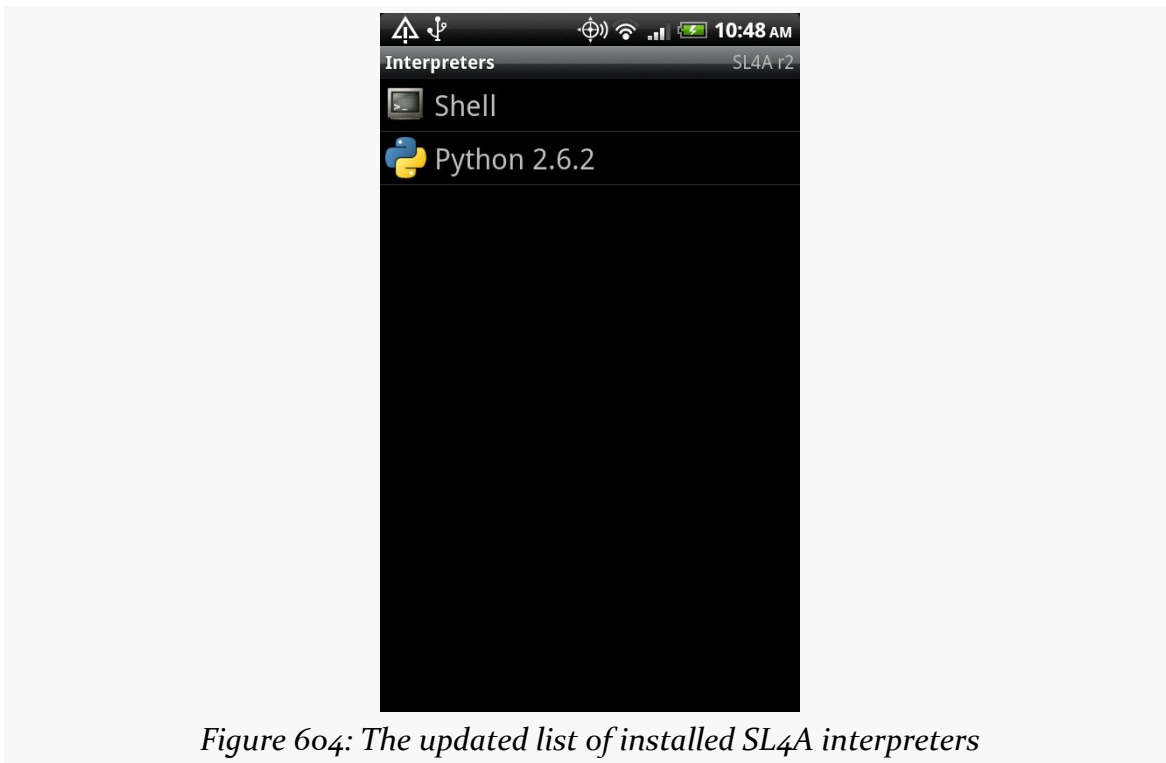 10:48 AM
Interpreters SL4A r2
>_
Shell
Python 2.6.2
Figure 604: The updated list of installed SL4A interpreters